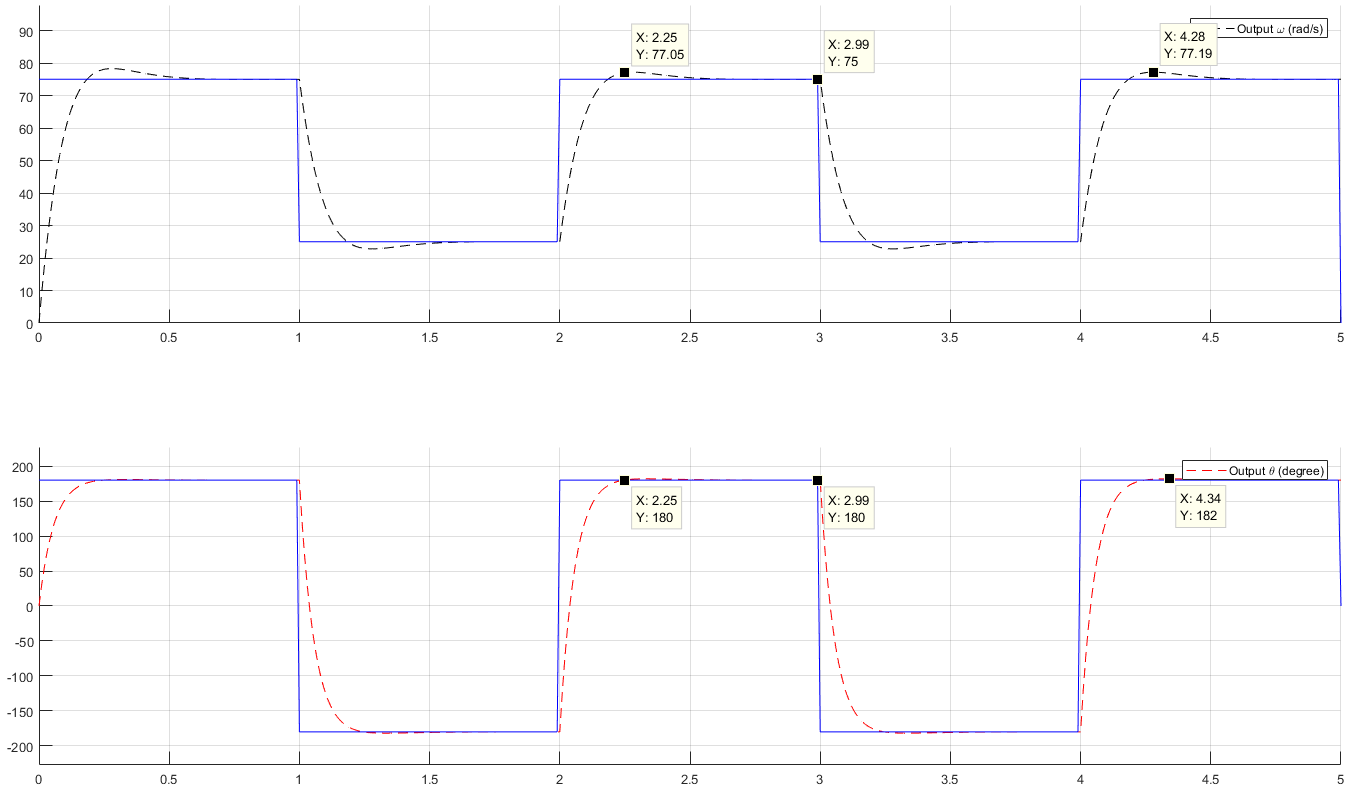 90
80
70
60
50
40
30
20
10
0
X: 2.25
Y: 77.05
X: 2.99
Y: 75
X: 4.28
Y: 77.19
Output ω (rad/s)
0 0.5 1 1.5 2 2.5 3 3.5 4 4.5 5
200
150
100
50
0
-50
-100
-150
-200
X: 2.25
Y: 180
X: 2.99
Y: 180
Output θ (degree)
X: 4.34
Y: 182
0 0.5 1 1.5 2 2.5 3 3.5 4 4.5 5